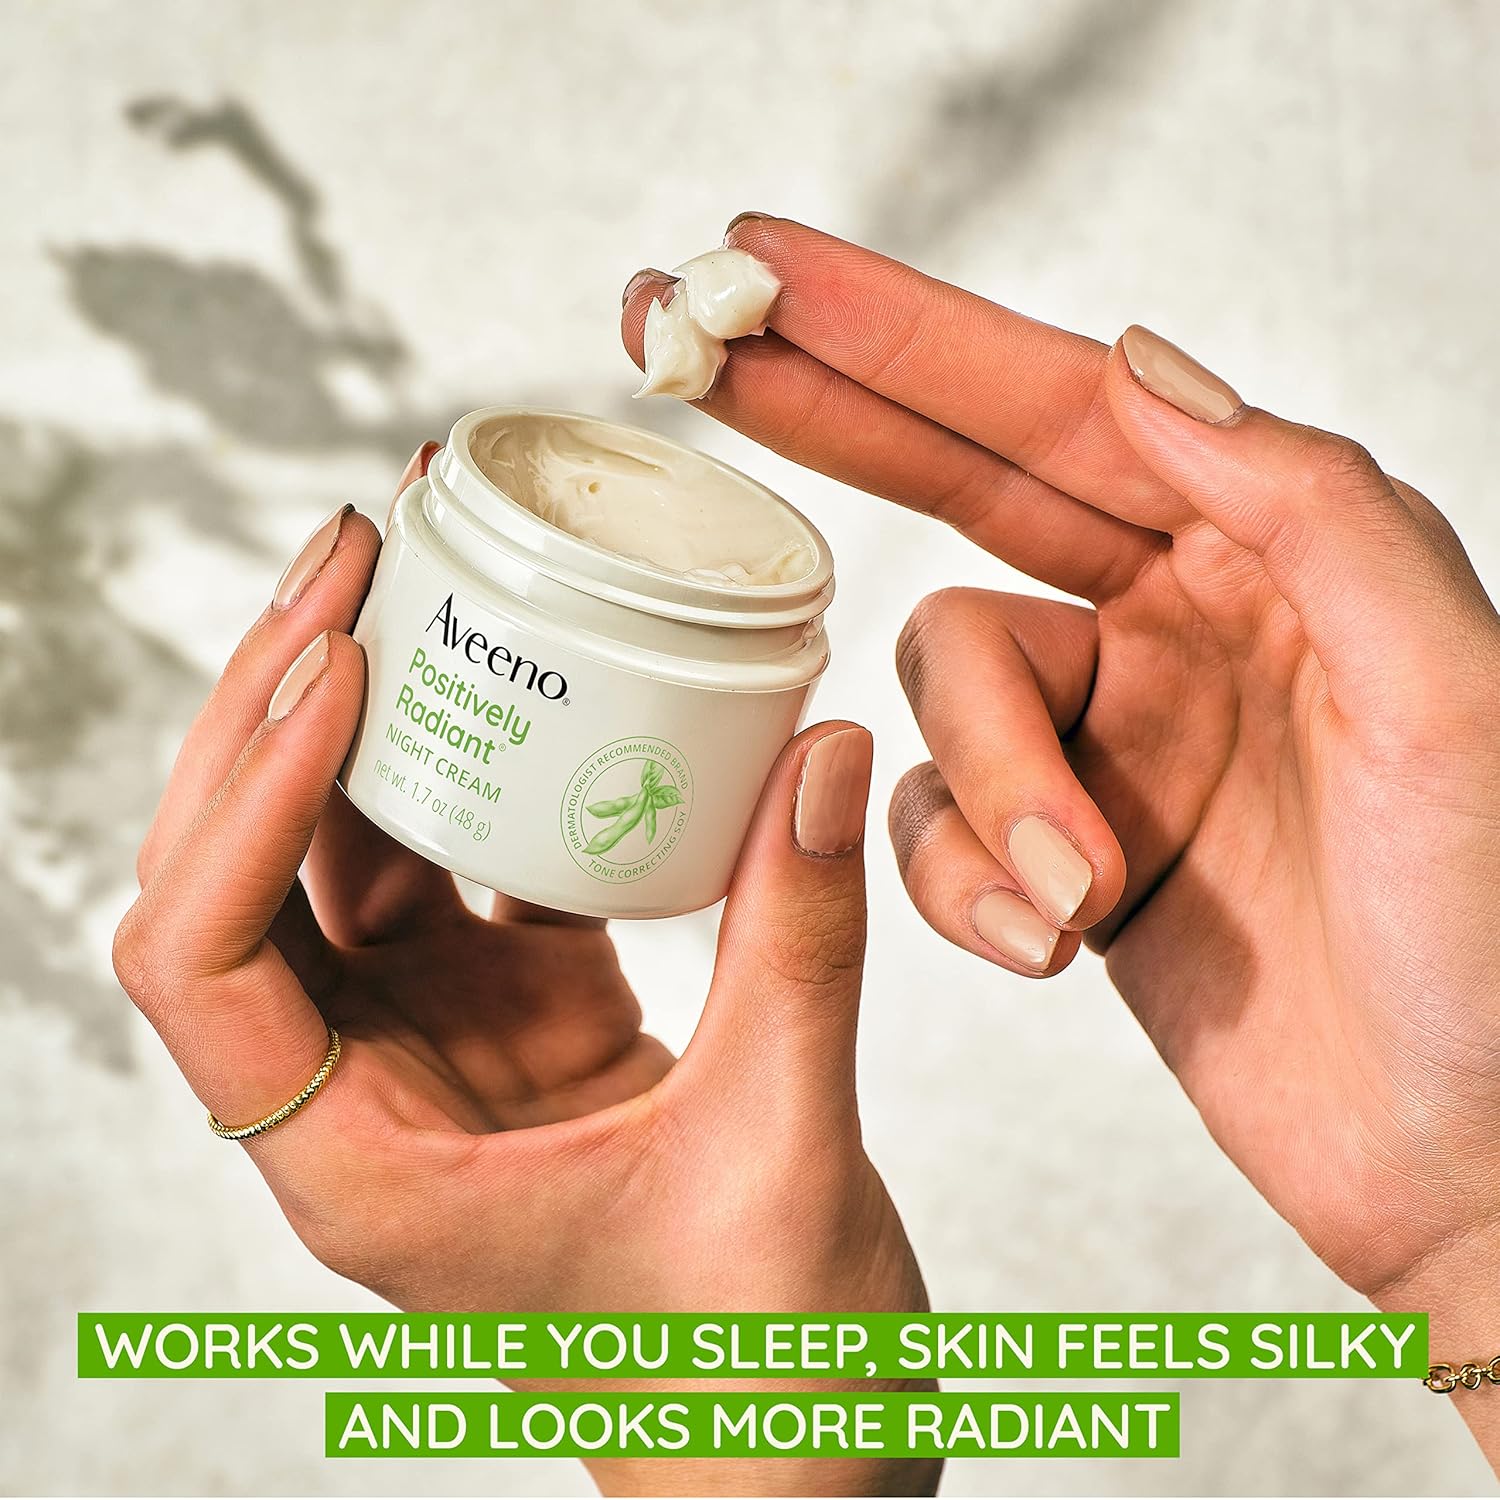 Aveeno®
Positively
Radiant®
NIGHT CREAM
net wt. 1.7 oz (48 g)
DERMATOLOGIST RECOMMENDED BRAND
TONE CORRECTING SOY
WORKS WHILE YOU SLEEP, SKIN FEELS SILKY
AND LOOKS MORE RADIANT